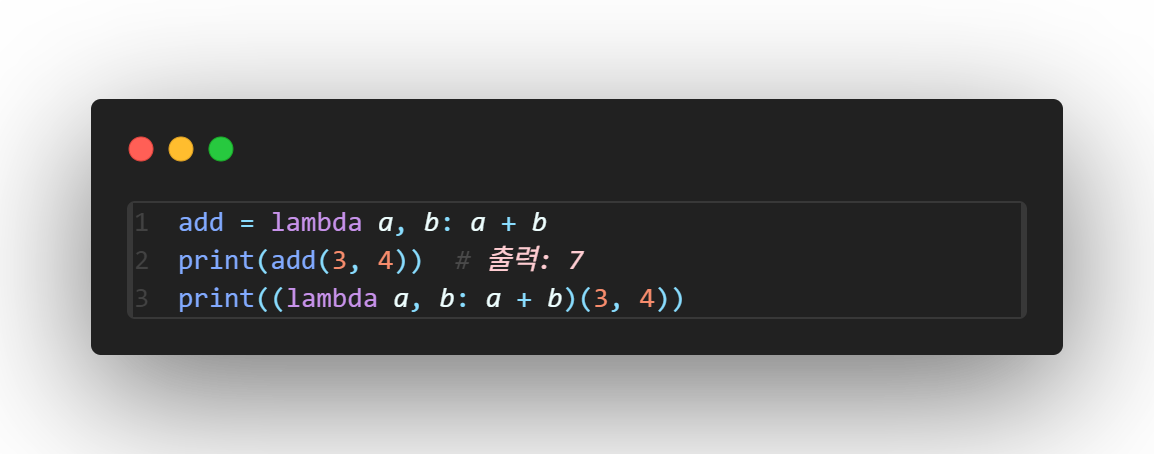 1 add = lambda a, b: a + b
2 print(add(3, 4))  # 출력: 7
3 print((lambda a, b: a + b)(3, 4))